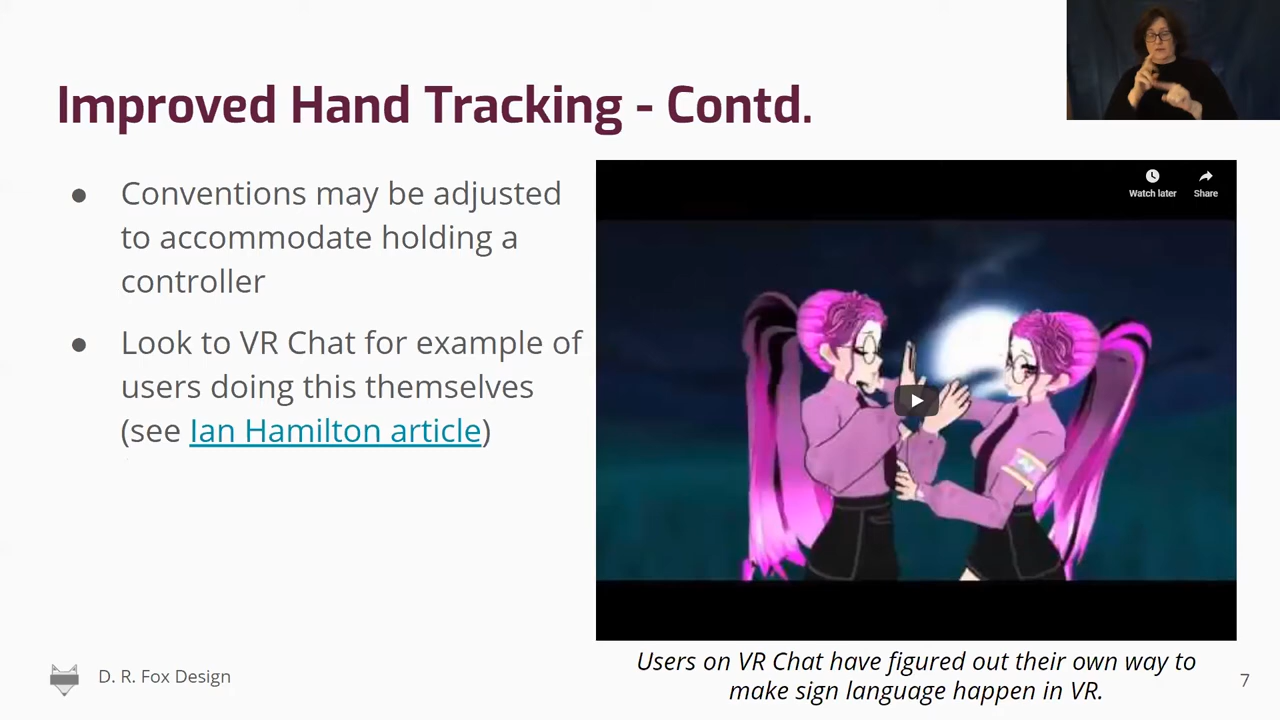 Improved Hand Tracking - Contd.
● Conventions may be adjusted
to accommodate holding a
controller
● Look to VR Chat for example of
users doing this themselves
(see Ian Hamilton article)
Watch later
Share
Users on VR Chat have figured out their own way to
make sign language happen in VR.
D. R. Fox Design
7